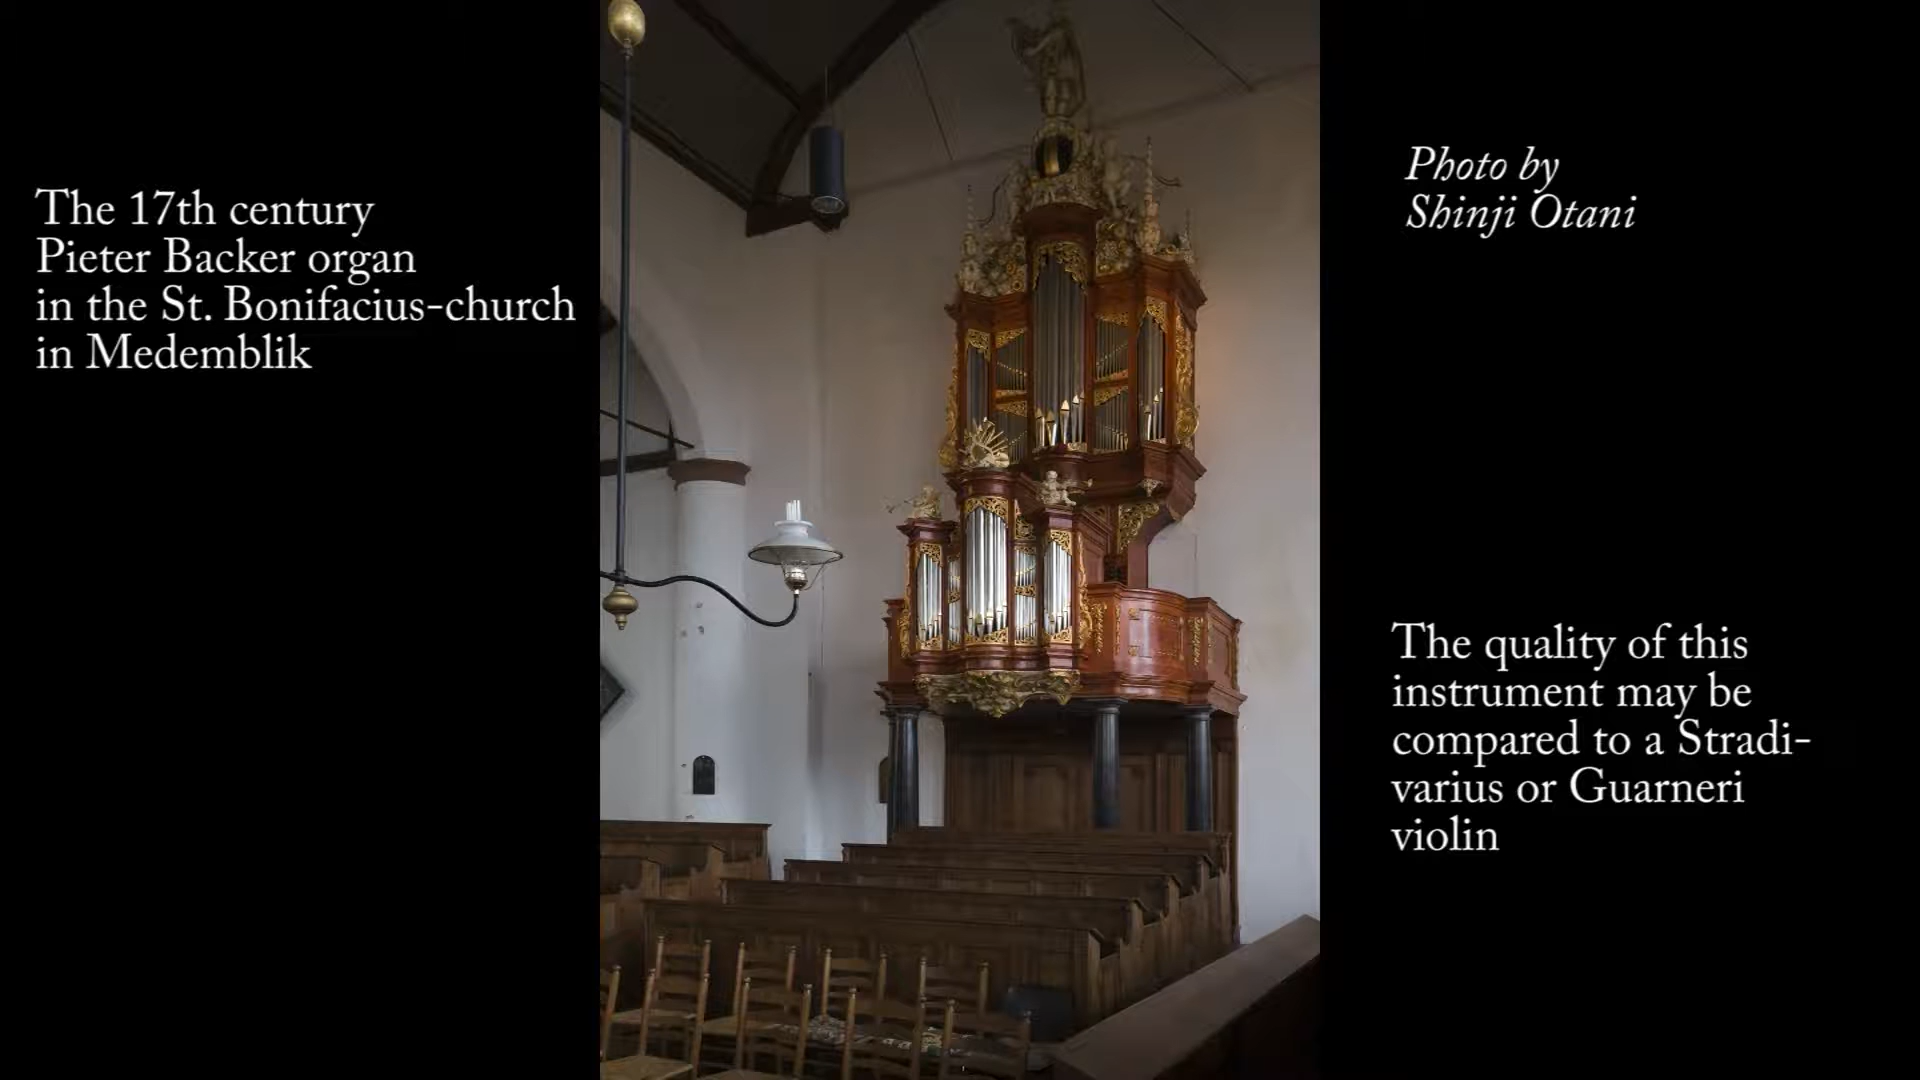 The 17th century
Pieter Backer organ
in the St. Bonifacius-church
in Medemblik
Photo by
Shinji Otani
The quality of this
instrument may be
compared to a Stradi-
varius or Guarneri
violin